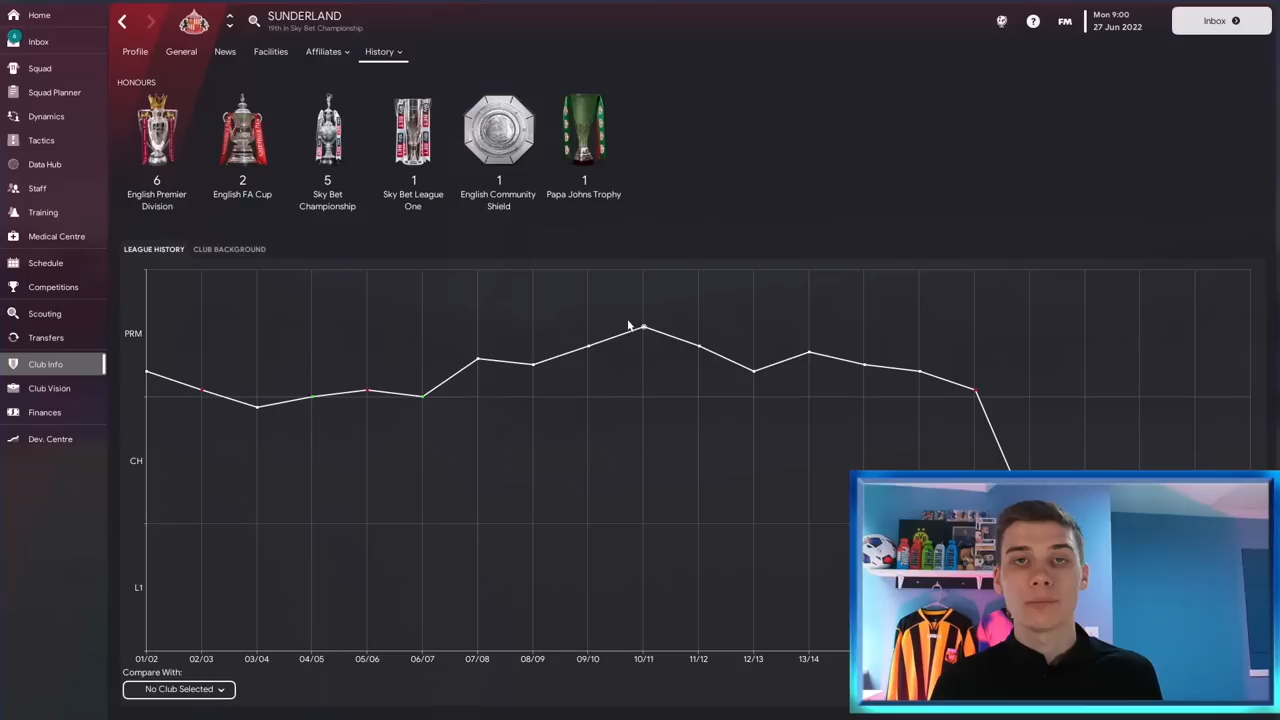 Home
6
Inbox
Squad
Squad Planner
Dynamics
Tactics
Data Hub
Staff
Training
Medical Centre
Schedule
Competitions
Scouting
Transfers
Club Info
Club Vision
Finances
Dev. Centre
SUNDERLAND
19th in Sky Bet Championship
?
FM
Mon 9:00
27 Jun 2022
Inbox
Profile
General
News
Facilities
Affiliates
History
HONOURS
6
English Premier
Division
2
English FA Cup
5
Sky Bet
Championship
1
Sky Bet League
One
1
English Community
Shield
1
Papa Johns Trophy
LEAGUE HISTORY
CLUB BACKGROUND
PRM
CH
L1
01/02
02/03
03/04
04/05
05/06
06/07
07/08
08/09
09/10
10/11
11/12
12/13
13/14
Compare With:
No Club Selected